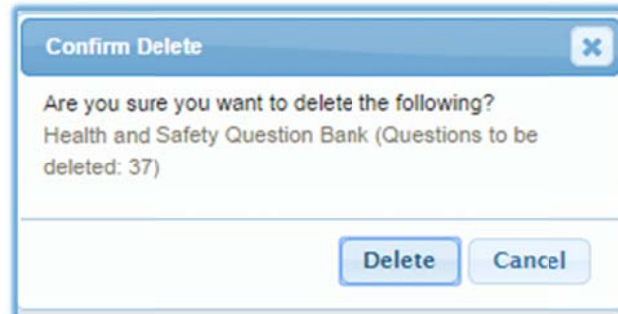 Confirm Delete
Are you sure you want to delete the following?
Health and Safety Question Bank (Questions to be
deleted: 37)
Delete
Cancel